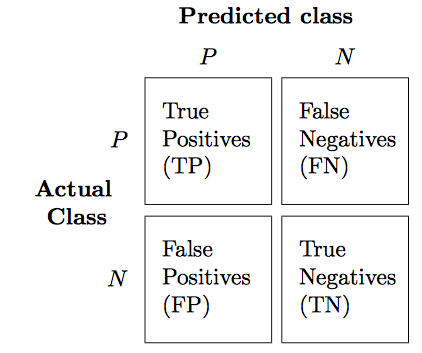 Predicted class
P N
P
True
Positives
(TP)
False
Negatives
(FN)
Actual
Class
N
False
Positives
(FP)
True
Negatives
(TN)